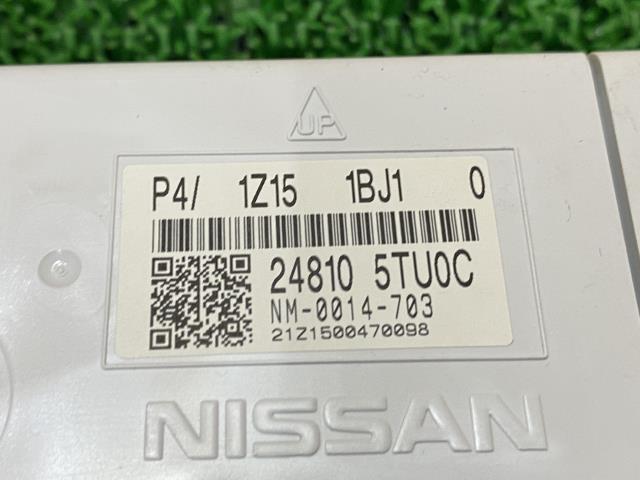 UP
P4/ 1Z15 1BJ1 0
24810 5TU0C
NM-0014-703
21Z1500470098
NISSAN